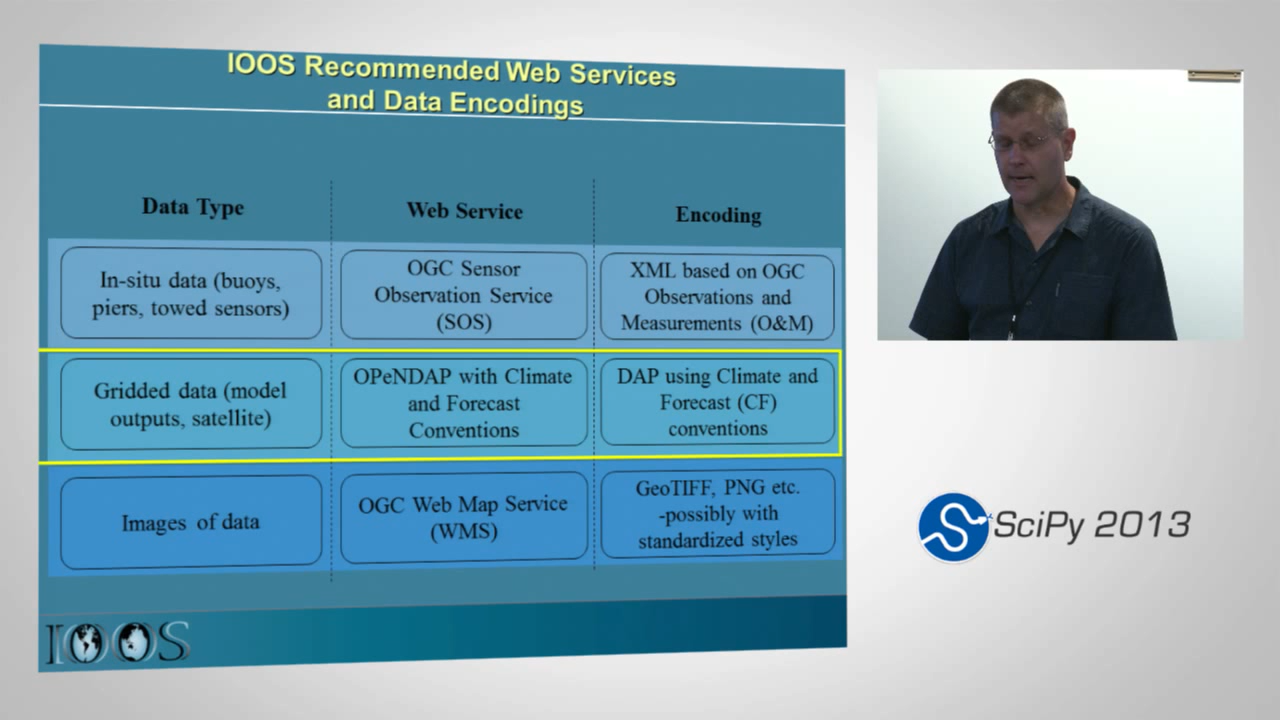 IOOS Recommended Web Services
and Data Encodings
Data Type
Web Service
Encoding
In-situ data (buoys,
piers, towed sensors)
OGC Sensor
Observation Service
(SOS)
XML based on OGC
Observations and
Measurements (O&M)
Gridded data (model
outputs, satellite)
OPeNDAP with Climate
and Forecast
Conventions
DAP using Climate and
Forecast (CF)
conventions
Images of data
OGC Web Map Service
(WMS)
GeoTIFF, PNG etc.
-possibly with
standardized styles
IOOS
SciPy 2013